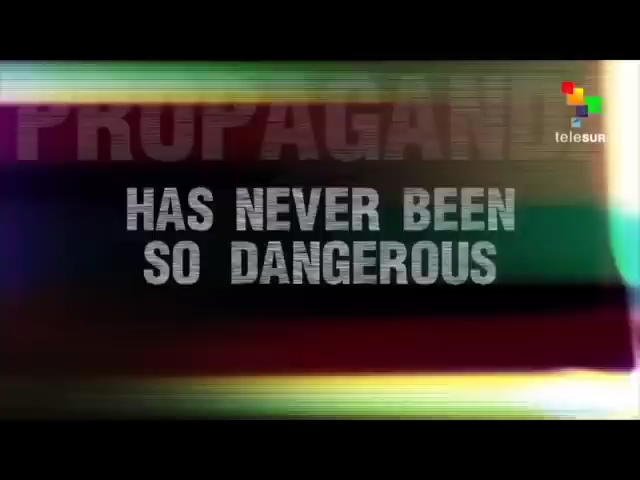 PROPAGAND
teleSUR
HAS NEVER BEEN
SO DANGEROUS